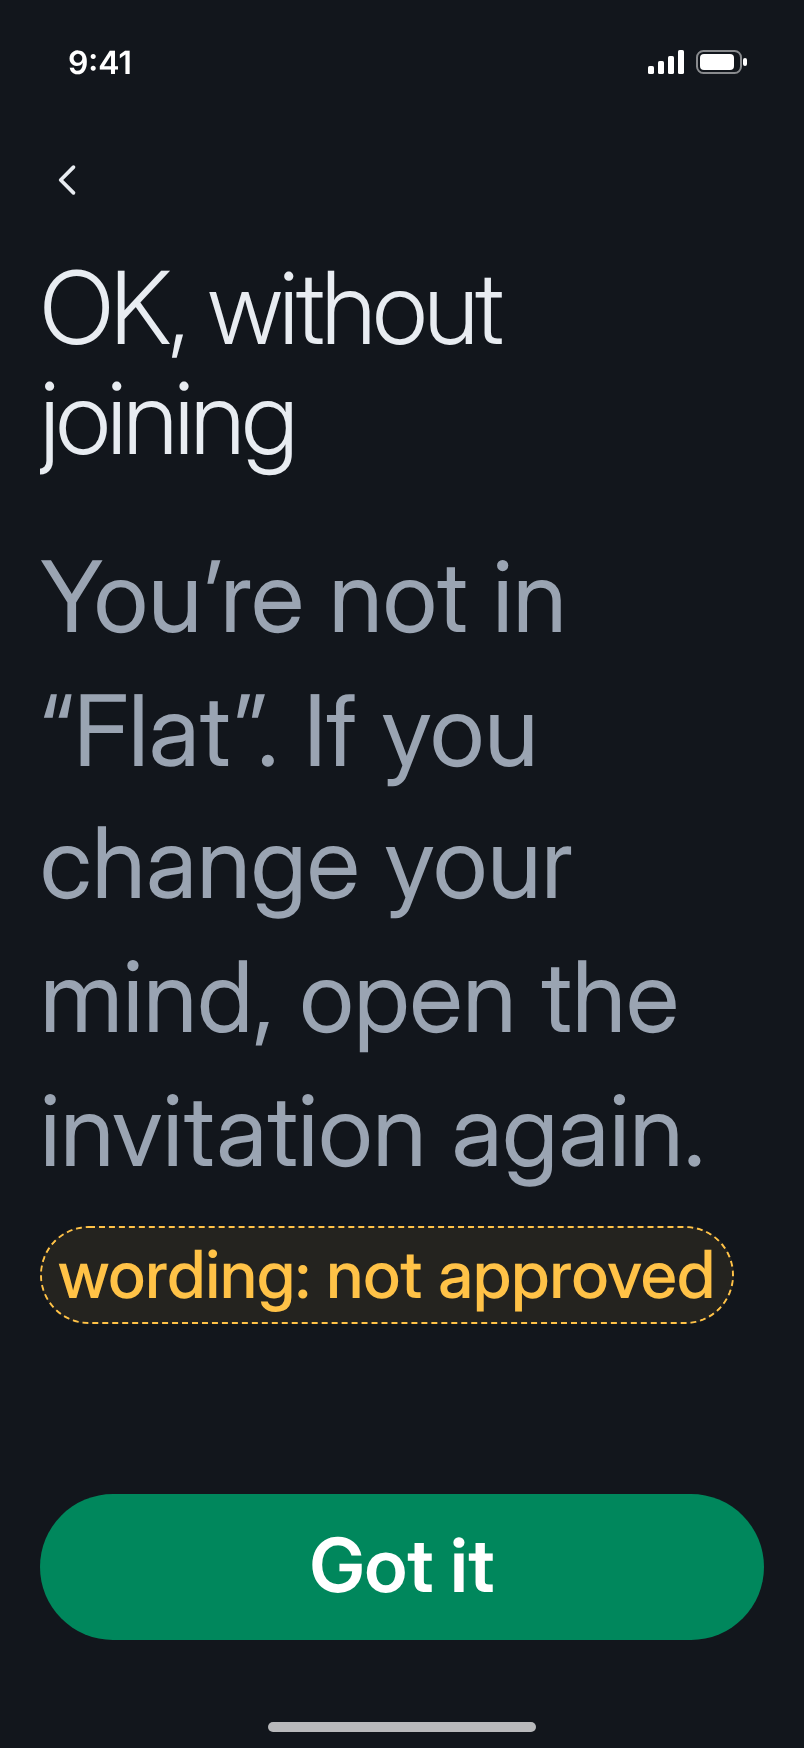 9:41
OK, without
joining
You’re not in
“Flat”. If you
change your
mind, open the
invitation again.
wording: not approved
Got it